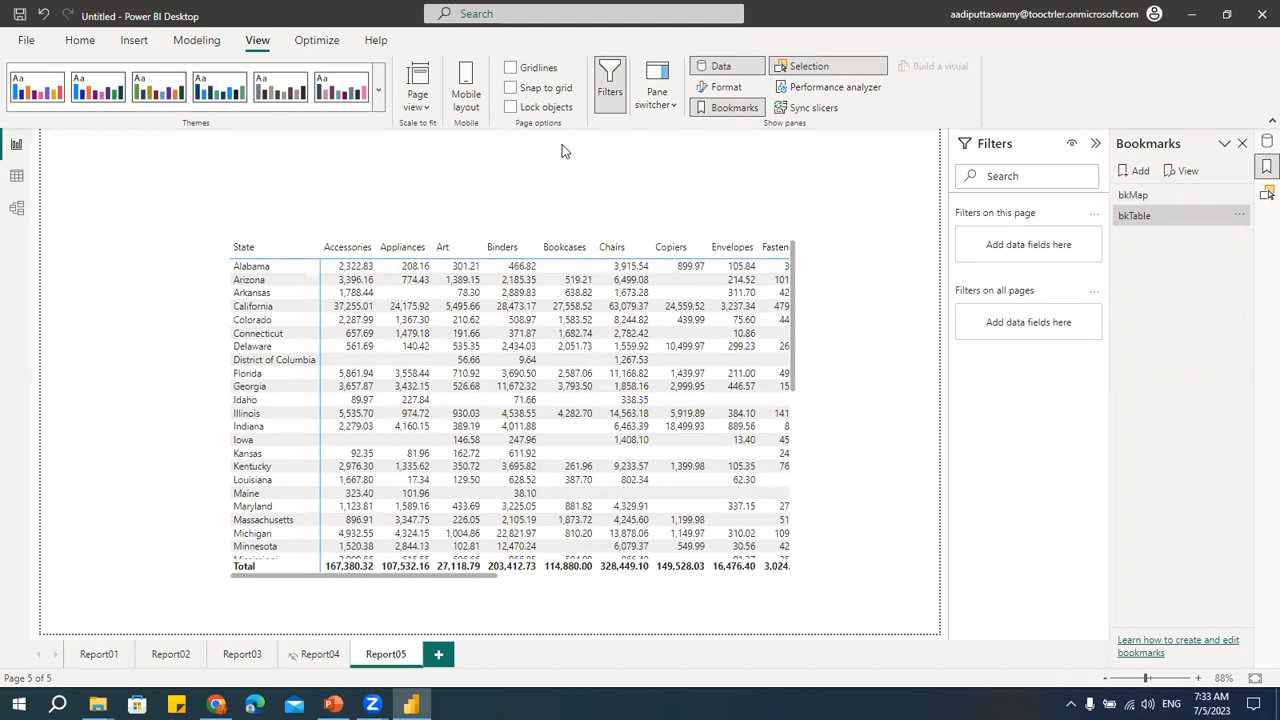 Untitled - Power BI Desktop
Search
aadiputtaswamy@tooctrler.onmicrosoft.com
File Home Insert Modeling View Optimize Help
Aa Aa Aa Aa Aa Aa
Themes
Page view
Scale to fit
Mobile layout
Mobile
Gridlines
Snap to grid
Lock objects
Page options
Filters
Pane switcher
Data
Format
Bookmarks
Selection
Performance analyzer
Sync slicers
Build a visual
Show panes
State Accessories Appliances Art Binders Bookcases Chairs Copiers Envelopes Fasten
Alabama 2,322.83 208.16 301.21 466.82 3,915.54 899.97 105.84 3
Arizona 3,396.16 774.43 1,389.15 2,185.35 519.21 6,499.08 214.52 101
Arkansas 1,788.44 78.30 2,889.83 638.82 1,673.28 311.70 42
California 37,255.01 24,175.92 5,495.66 28,473.17 27,558.52 63,079.37 24,559.52 3,237.34 479
Colorado 2,287.99 1,367.30 210.62 508.97 1,583.52 8,244.82 439.99 75.60 44
Connecticut 657.69 1,479.18 191.66 371.87 1,682.74 2,782.42 10.86
Delaware 561.69 140.42 535.35 2,434.03 2,051.73 1,559.92 10,499.97 299.23 26
District of Columbia 56.66 9.64 1,267.53
Florida 5,861.94 3,558.44 710.92 3,690.50 2,587.06 11,168.82 1,439.97 211.00 49
Georgia 3,657.87 3,432.15 526.68 11,672.32 3,793.50 1,858.16 2,999.95 446.57 15
Idaho 89.97 227.84 71.66 338.35
Illinois 5,535.70 974.72 930.03 4,538.55 4,282.70 14,563.18 5,919.89 384.10 141
Indiana 2,279.03 4,160.15 389.19 4,011.88 6,463.39 18,499.93 889.56 8
Iowa 146.58 247.96 1,408.10 13.40 45
Kansas 92.35 81.96 162.72 611.92 24
Kentucky 2,976.30 1,335.62 350.72 3,695.82 261.96 9,233.57 1,399.98 105.35 76
Louisiana 1,667.80 17.34 129.50 628.52 387.70 802.34 62.30
Maine 323.40 101.96 38.10
Maryland 1,123.81 1,589.16 433.69 3,225.05 881.82 4,329.91 337.15 27
Massachusetts 896.91 3,347.75 226.05 2,105.19 1,873.72 4,245.60 1,199.98 51
Michigan 4,932.55 4,324.15 1,004.86 22,821.97 810.20 13,878.06 1,149.97 310.02 109
Minnesota 1,520.38 2,844.13 102.81 12,470.24 6,079.37 549.99 30.56 42
Total 167,380.32 107,532.16 27,118.79 203,412.73 114,880.00 328,449.10 149,528.03 16,476.40 3,024.
Filters
Search
Filters on this page ...
Add data fields here
Filters on all pages ...
Add data fields here
Bookmarks
Add View
bkMap
bkTable ...
Learn how to create and edit bookmarks
Report01 Report02 Report03 Report04 Report05
Page 5 of 5
88%
ENG
7:33 AM
7/5/2023